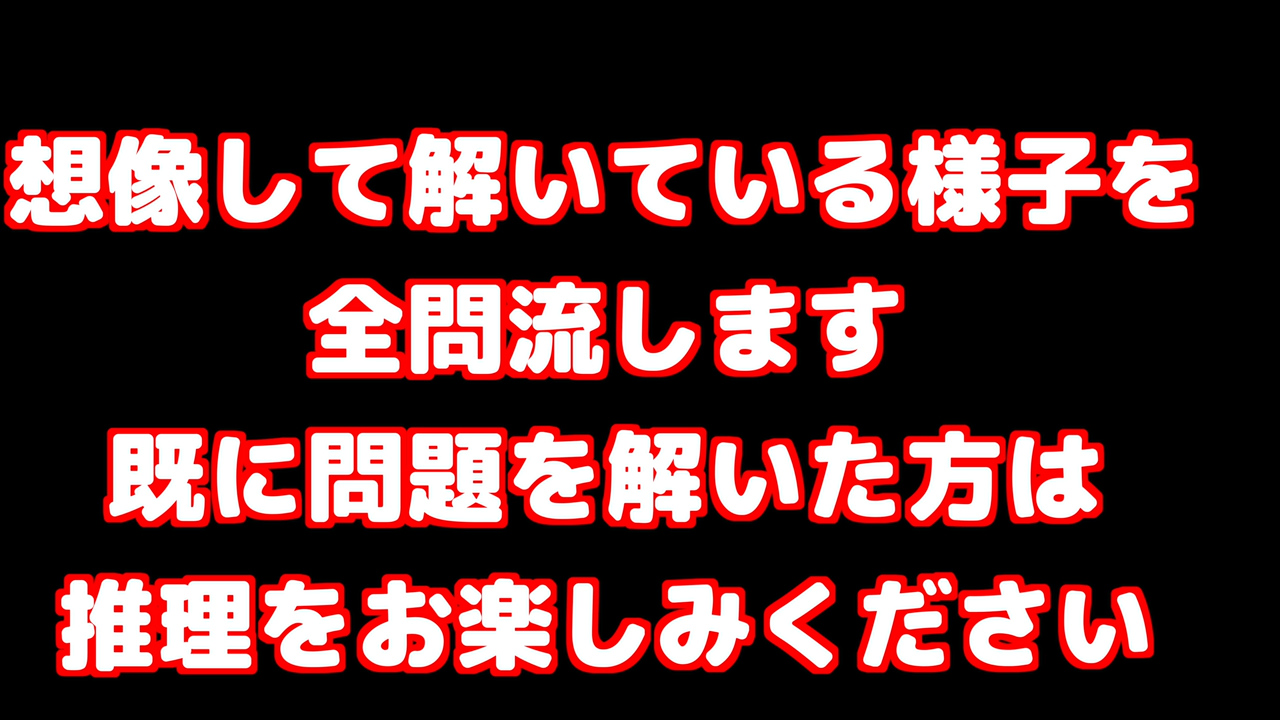 想像して解いている様子を
全問流します
既に問題を解いた方は
推理をお楽しみください